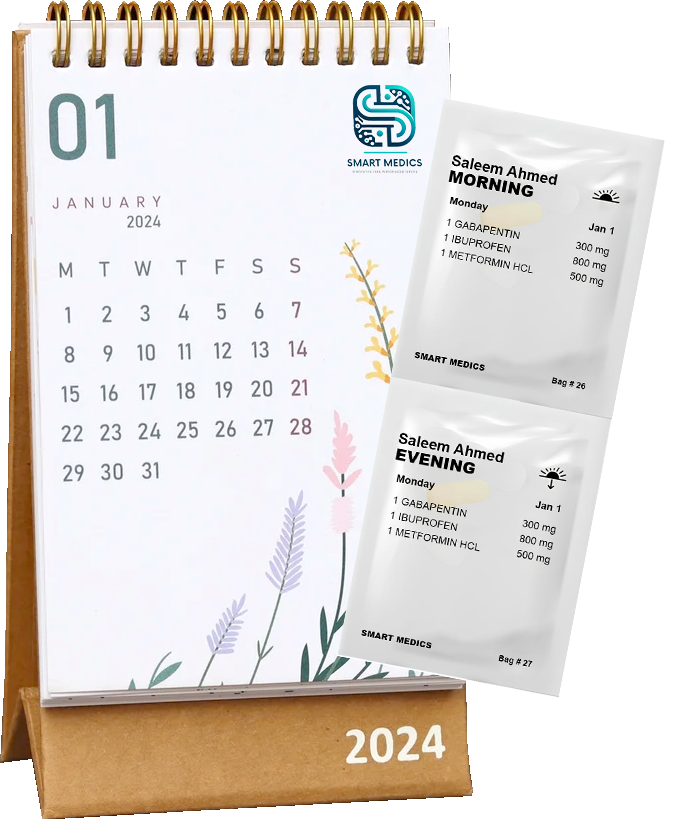 01
SMART MEDICS
JANUARY
2024
M T W T F S S
1 2 3 4 5 6 7
8 9 10 11 12 13 14
15 16 17 18 19 20 21
22 23 24 25 26 27 28
29 30 31
2024
Saleem Ahmed
MORNING
Monday Jan 1
1 GABAPENTIN 300 mg
1 IBUPROFEN 800 mg
1 METFORMIN HCL 500 mg
SMART MEDICS Bag # 26
Saleem Ahmed
EVENING
Monday Jan 1
1 GABAPENTIN 300 mg
1 IBUPROFEN 800 mg
1 METFORMIN HCL 500 mg
SMART MEDICS Bag # 27